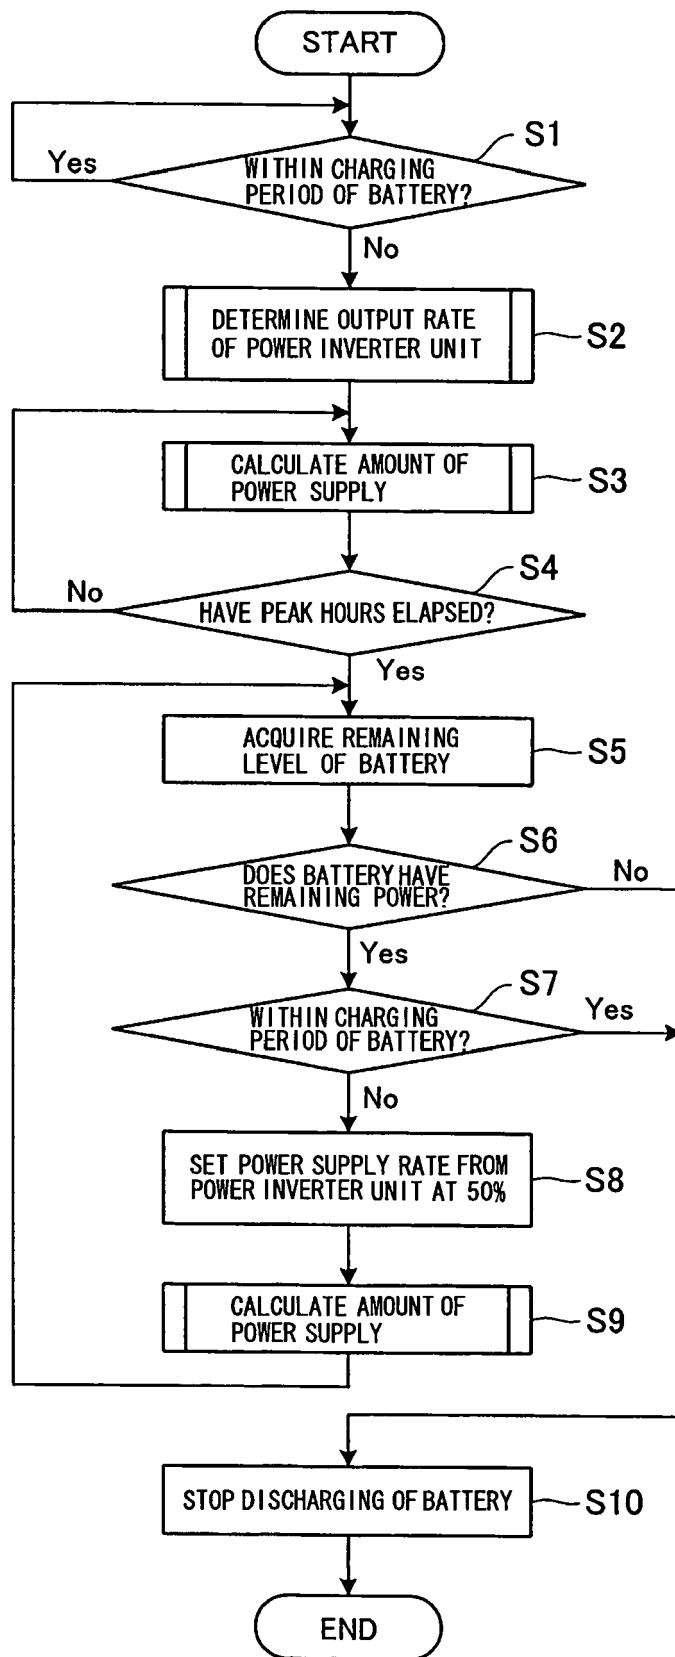 START
S1
WITHIN CHARGING
PERIOD OF BATTERY?
Yes
No
DETERMINE OUTPUT RATE
OF POWER INVERTER UNIT
S2
CALCULATE AMOUNT OF
POWER SUPPLY
S3
S4
No
HAVE PEAK HOURS ELAPSED?
Yes
ACQUIRE REMAINING
LEVEL OF BATTERY
S5
S6
DOES BATTERY HAVE
REMAINING POWER?
No
Yes
S7
WITHIN CHARGING
PERIOD OF BATTERY?
Yes
No
SET POWER SUPPLY RATE FROM
POWER INVERTER UNIT AT 50%
S8
CALCULATE AMOUNT OF
POWER SUPPLY
S9
STOP DISCHARGING OF BATTERY
S10
END